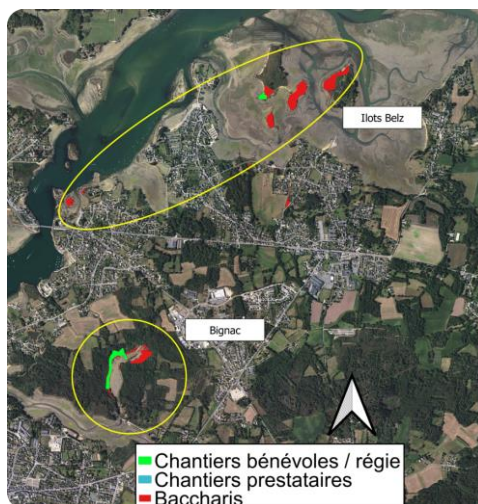 Ilots Belz
Bignac
Chantiers bénévoles / régie
Chantiers prestataires
Baccharis